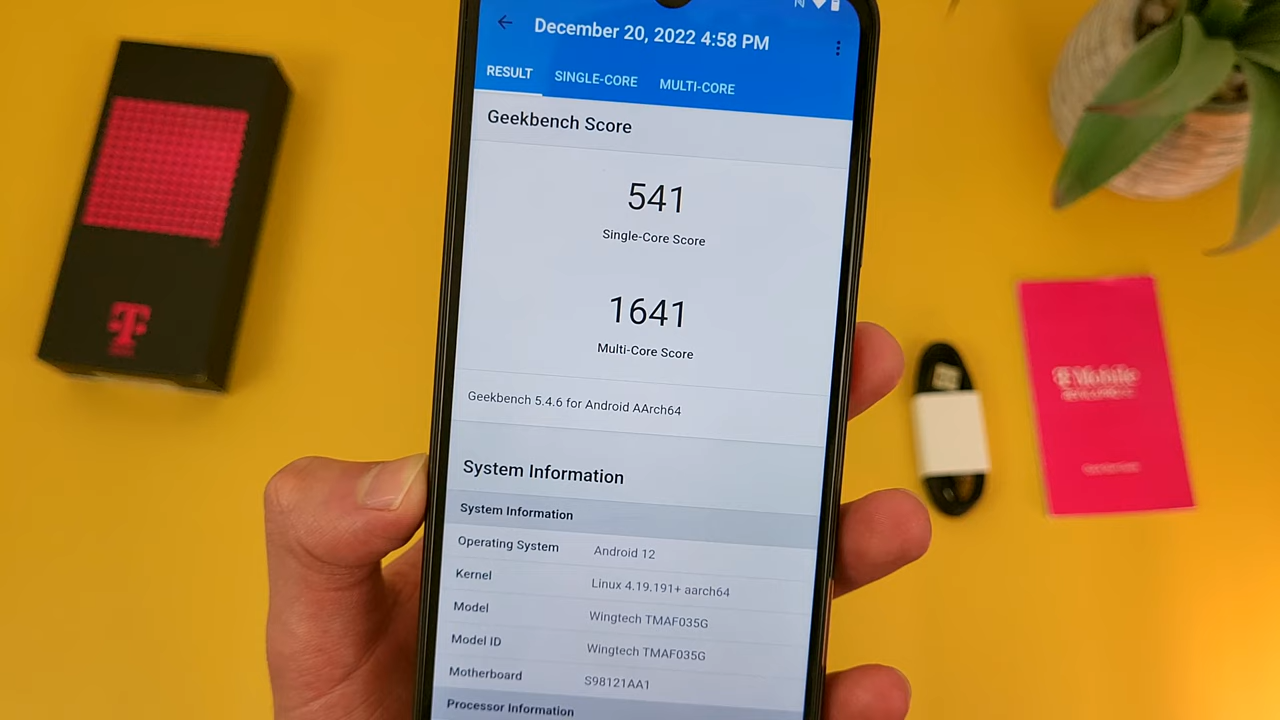 December 20, 2022 4:58 PM
RESULT SINGLE-CORE MULTI-CORE
Geekbench Score
541
Single-Core Score
1641
Multi-Core Score
Geekbench 5.4.6 for Android AArch64
System Information
System Information
Operating System Android 12
Kernel Linux 4.19.191+ aarch64
Model Wingtech TMAF035G
Model ID Wingtech TMAF035G
Motherboard S98121AA1
Processor Information
T
Mobile